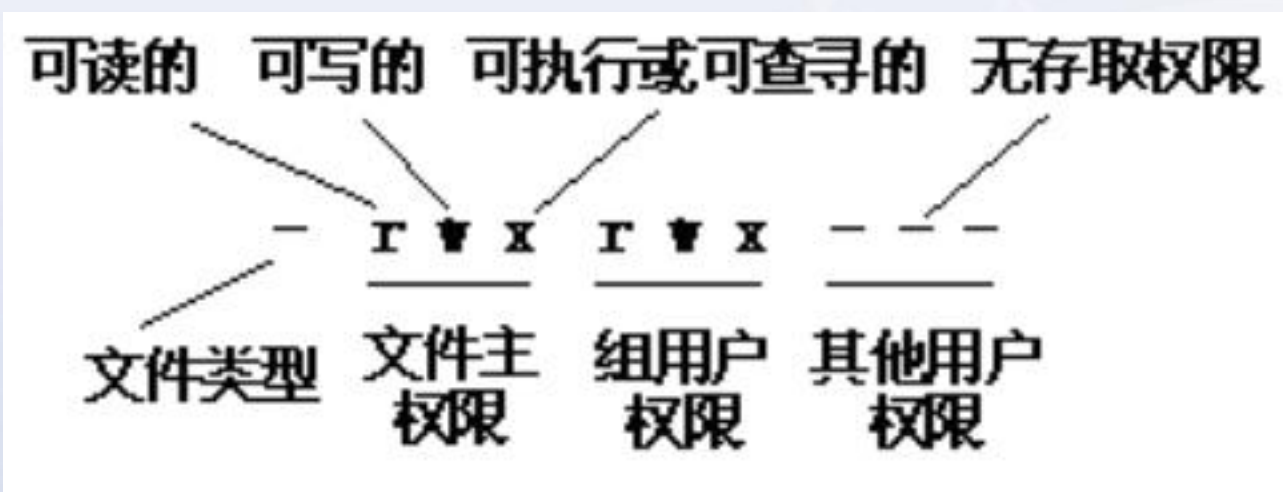 可读的 可写的 可执行或可查寻的 无存取权限
- r w x r w x - - -
文件类型 文件主权限 组用户权限 其他用户权限